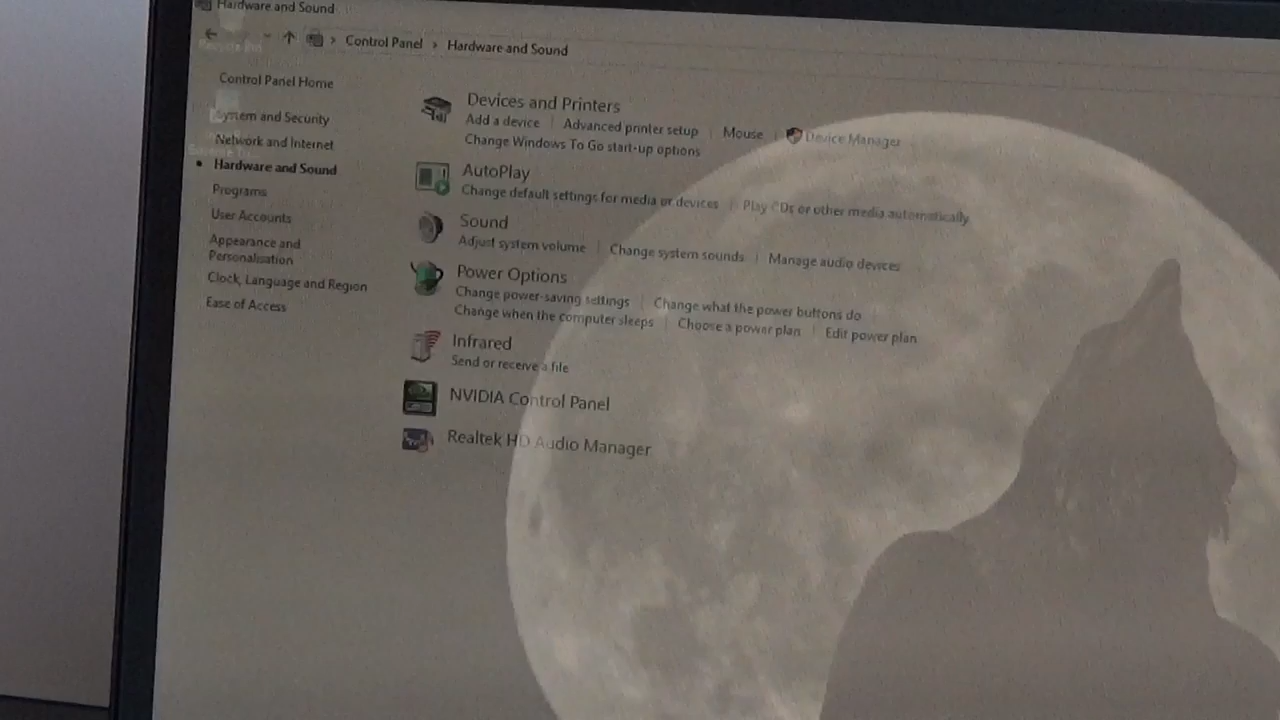 Hardware and Sound
Control Panel > Hardware and Sound
Control Panel Home
System and Security
Network and Internet
Hardware and Sound
Programs
User Accounts
Appearance and
Personalisation
Clock, Language and Region
Ease of Access
Devices and Printers
Add a device | Advanced printer setup | Mouse | Device Manager
Change Windows To Go start-up options
AutoPlay
Change default settings for media or devices | Play CDs or other media automatically
Sound
Adjust system volume | Change system sounds | Manage audio devices
Power Options
Change power-saving settings | Change what the power buttons do
Change when the computer sleeps | Choose a power plan | Edit power plan
Infrared
Send or receive a file
NVIDIA Control Panel
Realtek HD Audio Manager